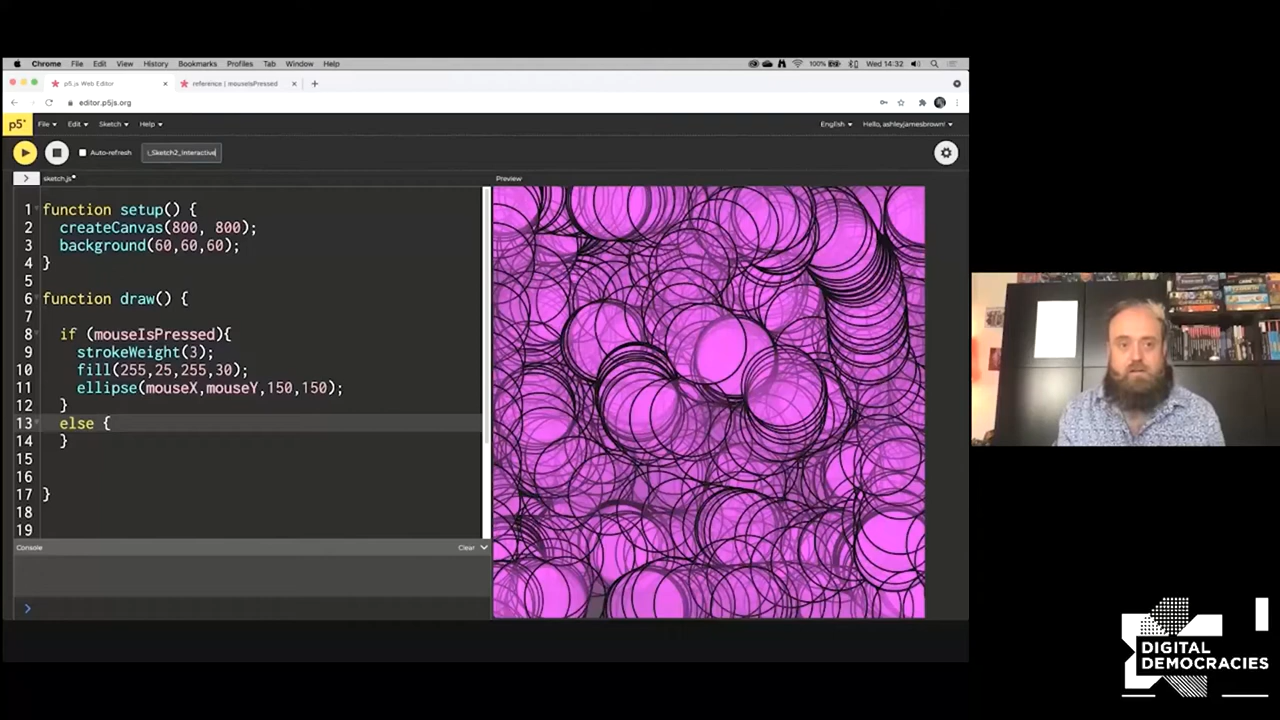 Chrome File Edit View History Bookmarks Profiles Tab Window Help 100% Wed 14:32
p5.js Web Editor × reference | mouseIsPressed × +
editor.p5js.org
p5* File Edit Sketch Help English Hello, ashleyjamesbrown!
Auto-refresh _Sketch2_Interactive
> sketch.js• Preview
1 function setup() {
2 createCanvas(800, 800);
3 background(60,60,60);
4 }
5
6 function draw() {
7
8 if (mouseIsPressed){
9 strokeWeight(3);
10 fill(255,25,255,30);
11 ellipse(mouseX,mouseY,150,150);
12 }
13 else {
14 }
15
16
17 }
18
19
Console Clear
>
DIGITAL
DEMOCRACIES